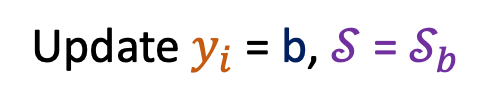 Update yᵢ = b, 𝒮 = 𝒮_b